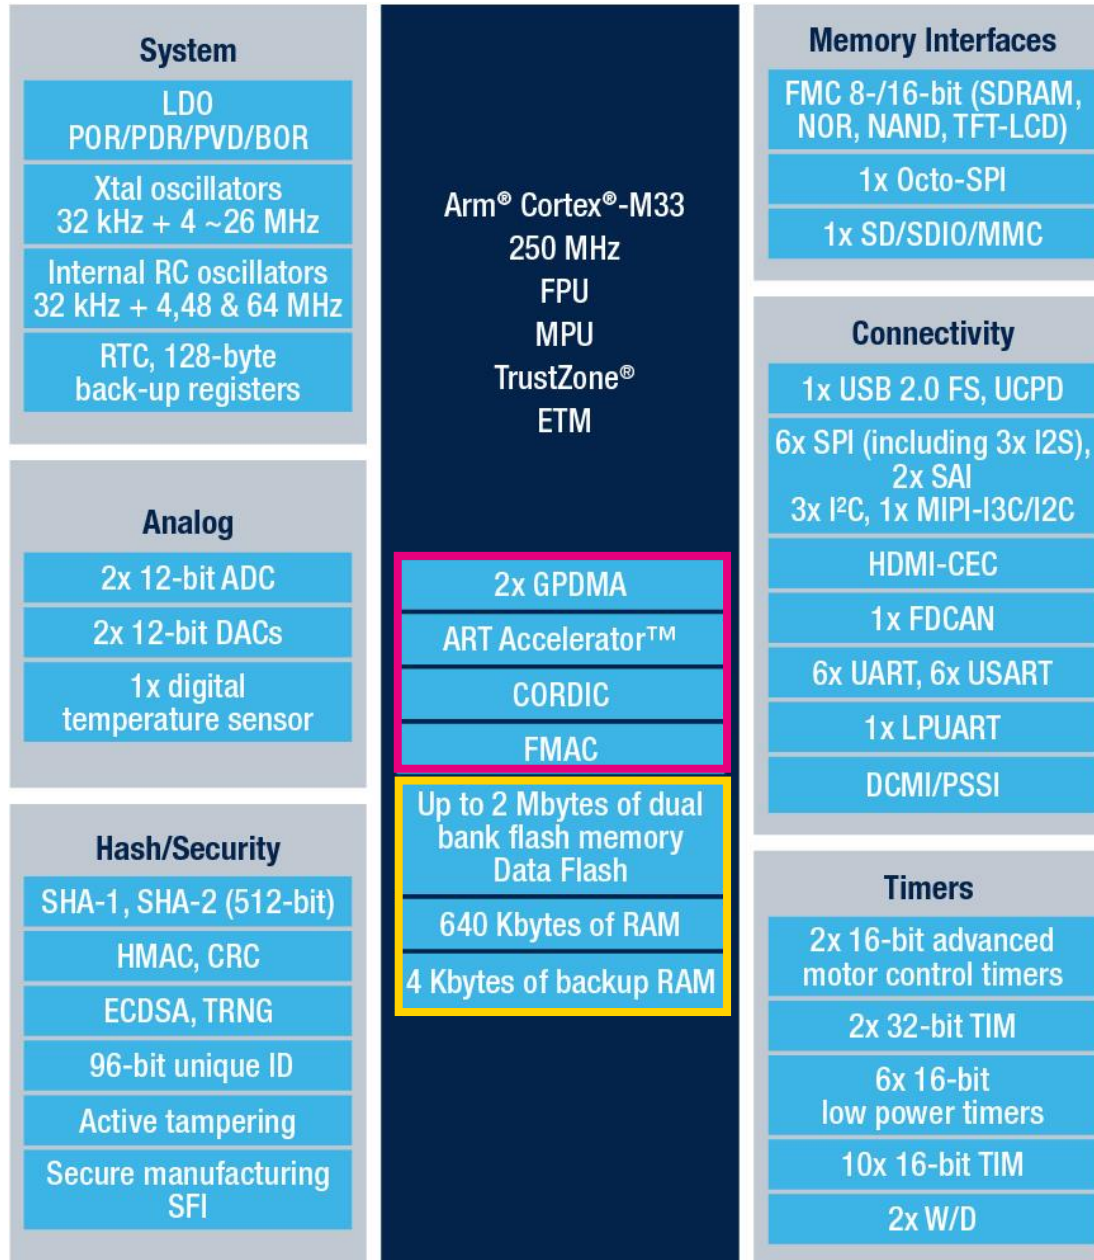 System
LDO
POR/PDR/PVD/BOR
Xtal oscillators
32 kHz + 4 ~26 MHz
Internal RC oscillators
32 kHz + 4,48 & 64 MHz
RTC, 128-byte
back-up registers
Analog
2x 12-bit ADC
2x 12-bit DACs
1x digital
temperature sensor
Hash/Security
SHA-1, SHA-2 (512-bit)
HMAC, CRC
ECDSA, TRNG
96-bit unique ID
Active tampering
Secure manufacturing
SFI
Arm® Cortex®-M33
250 MHz
FPU
MPU
TrustZone®
ETM
2x GPDMA
ART Accelerator™
CORDIC
FMAC
Up to 2 Mbytes of dual
bank flash memory
Data Flash
640 Kbytes of RAM
4 Kbytes of backup RAM
Memory Interfaces
FMC 8-/16-bit (SDRAM,
NOR, NAND, TFT-LCD)
1x Octo-SPI
1x SD/SDIO/MMC
Connectivity
1x USB 2.0 FS, UCPD
6x SPI (including 3x I2S),
2x SAI
3x I²C, 1x MIPI-I3C/I2C
HDMI-CEC
1x FDCAN
6x UART, 6x USART
1x LPUART
DCMI/PSSI
Timers
2x 16-bit advanced
motor control timers
2x 32-bit TIM
6x 16-bit
low power timers
10x 16-bit TIM
2x W/D